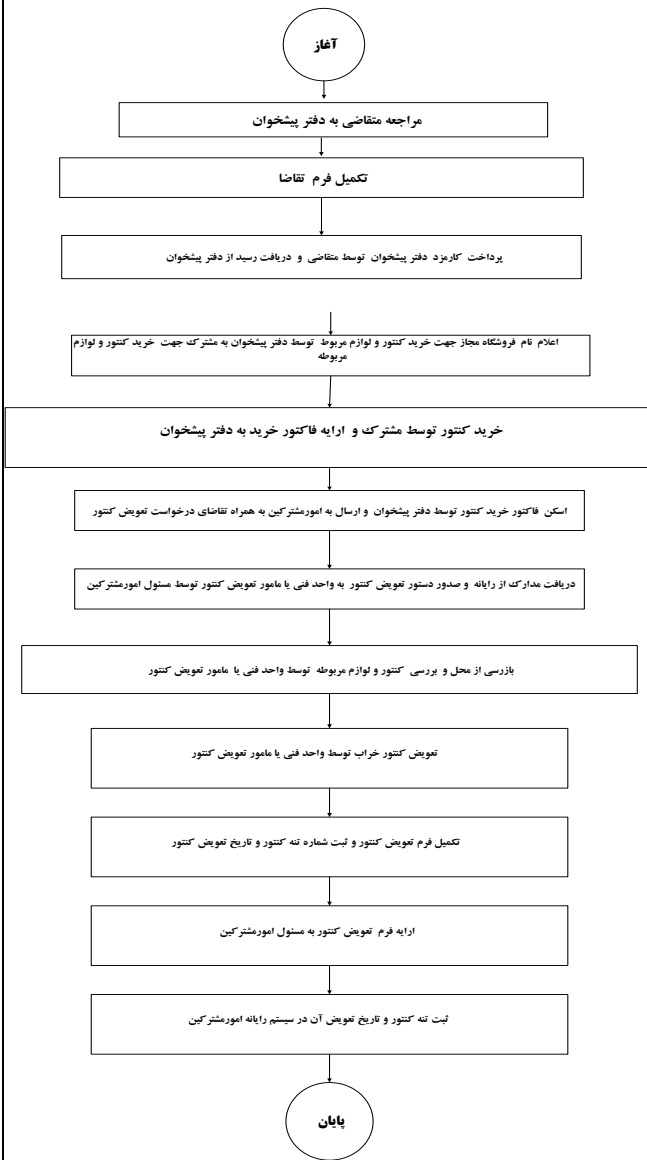 آغاز
مراجعه متقاضی به دفتر پیشخوان
تکمیل فرم تقاضا
پرداخت کارمزد دفتر پیشخوان توسط متقاضی و دریافت رسید از دفتر پیشخوان
اعلام نام فروشگاه مجاز جهت خرید کنتور و لوازم مربوط توسط دفتر پیشخوان به مشترک جهت خرید کنتور و لوازم
مربوطه
خرید کنتور توسط مشترک و ارایه فاکتور خرید به دفتر پیشخوان
اسکن فاکتور خرید کنتور توسط دفتر پیشخوان و ارسال به امورمشترکین به همراه تقاضای درخواست تعویض کنتور
دریافت مدارک از رایانه و صدور دستور تعویض کنتور به واحد فنی یا مامور تعویض کنتور توسط مسئول امورمشترکین
بازرسی از محل و بررسی کنتور و لوازم مربوطه توسط واحد فنی یا مامور تعویض کنتور
تعویض کنتور خراب توسط واحد فنی یا مامور تعویض کنتور
تکمیل فرم تعویض کنتور و ثبت شماره تنه کنتور و تاریخ تعویض کنتور
ارایه فرم تعویض کنتور به مسئول امورمشترکین
ثبت تنه کنتور و تاریخ تعویض آن در سیستم رایانه امورمشترکین
پایان